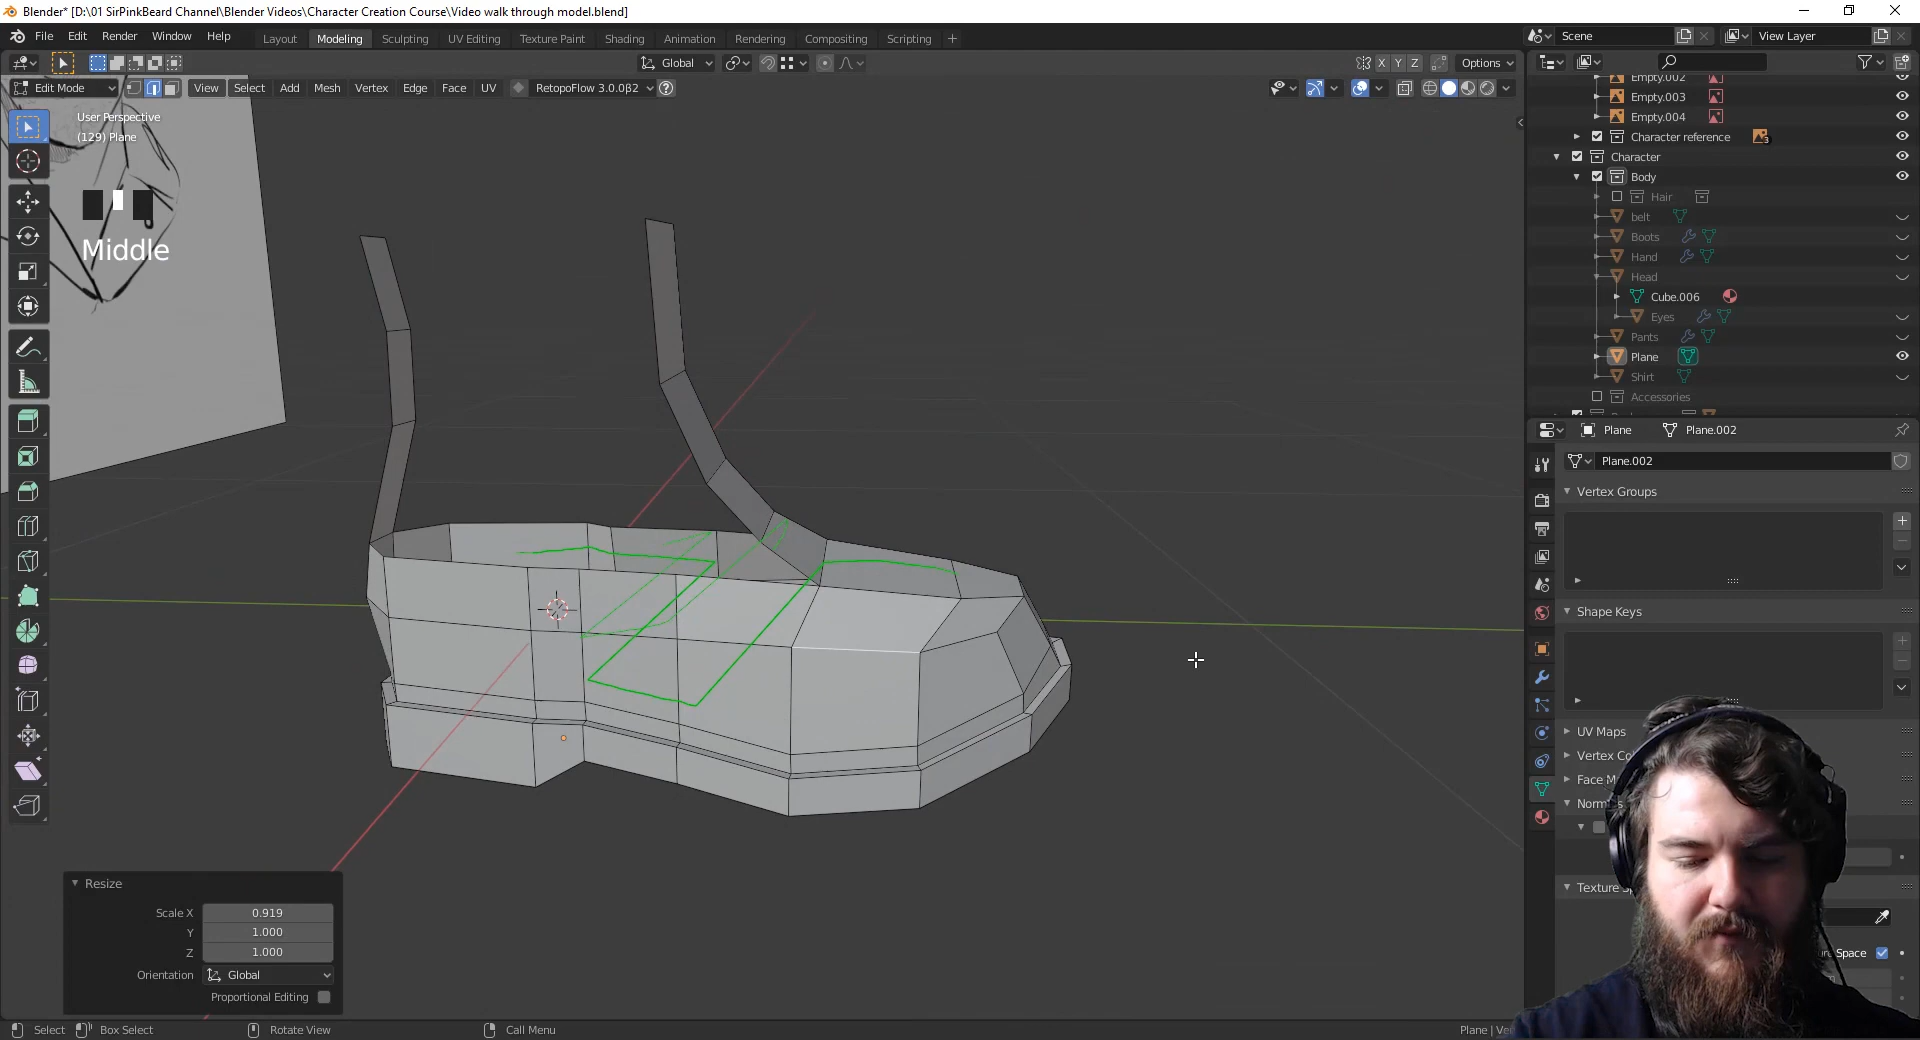 Blender* [D:\01 SirPinkBeard Channel\Blender Videos\Character Creation Course\Video walk through model.blend]
File Edit Render Window Help
Layout Modeling Sculpting UV Editing Texture Paint Shading Animation Rendering Compositing Scripting +
Scene View Layer
Global X Y Z Options
Edit Mode View Select Add Mesh Vertex Edge Face UV RetopoFlow 3.0.0β2
User Perspective
(129) Plane
Middle
Empty.002
Empty.003
Empty.004
Character reference 3
Character
Body
Hair
belt
Boots
Hand
Head
Cube.006
Eyes
Pants
Plane
Shirt
Accessories
Plane Plane.002
Plane.002
Vertex Groups
Shape Keys
UV Maps
Vertex Co
Face M
Norm
Texture S
Space
Resize
Scale X 0.919
Y 1.000
Z 1.000
Orientation Global
Proportional Editing
Select Box Select Rotate View Call Menu Plane | Ve